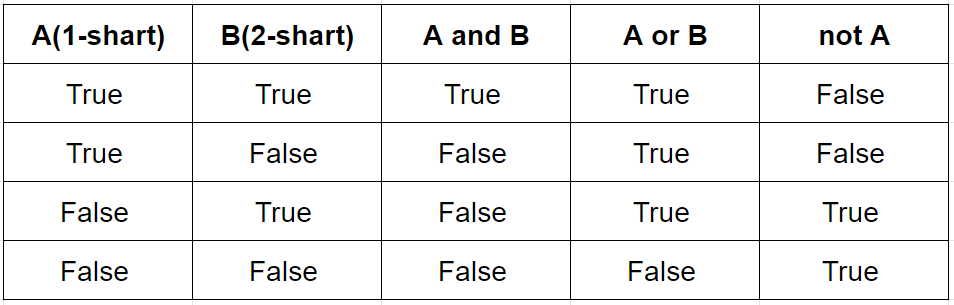 A(1-shart) B(2-shart) A and B A or B not A
True True True True False
True False False True False
False True False True True
False False False False True